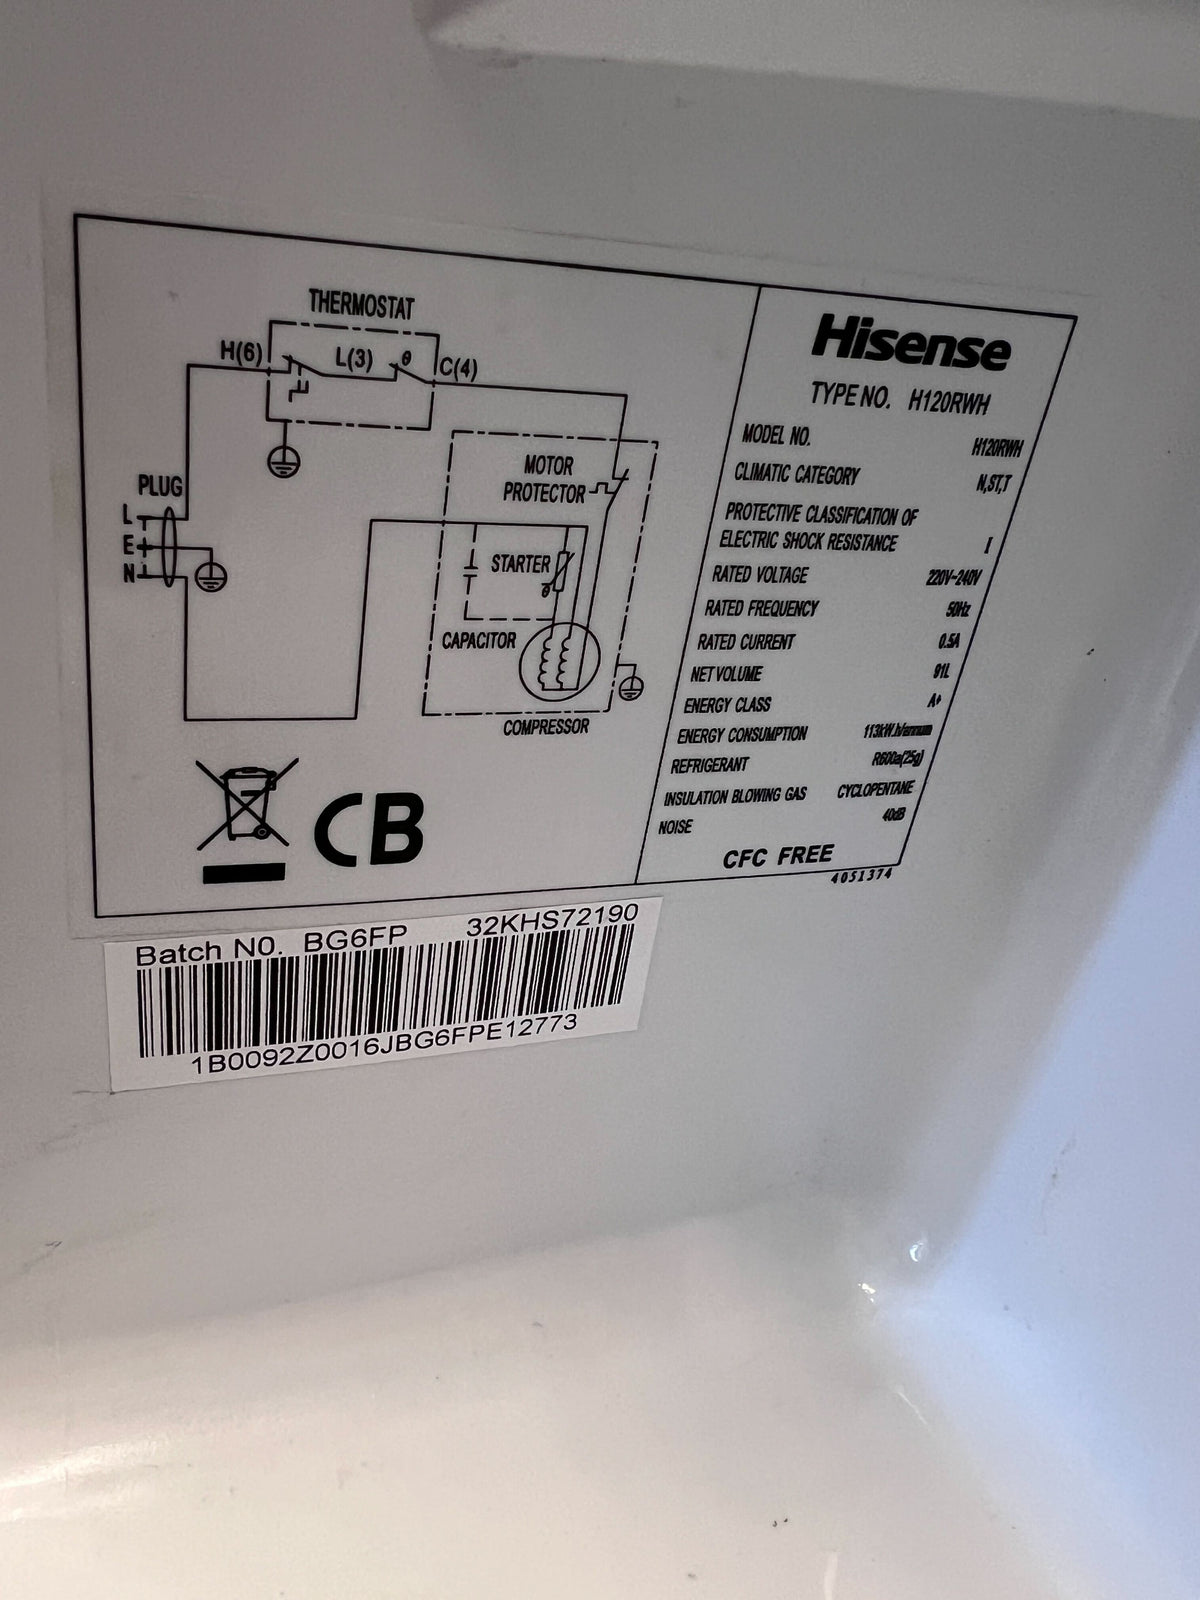 THERMOSTAT
H(6)
L(3)
θ
C(4)
PLUG
L
E
N
MOTOR
PROTECTOR
STARTER
θ
CAPACITOR
COMPRESSOR
CB
Hisense
TYPE NO. H120RWH
MODEL NO. H120RWH
CLIMATIC CATEGORY N,ST,T
PROTECTIVE CLASSIFICATION OF
ELECTRIC SHOCK RESISTANCE I
RATED VOLTAGE 220V~240V
RATED FREQUENCY 50Hz
RATED CURRENT 0.5A
NET VOLUME 91L
ENERGY CLASS A+
ENERGY CONSUMPTION 113kW.h/annum
REFRIGERANT R600a(25g)
INSULATION BLOWING GAS CYCLOPENTANE
NOISE 40dB
CFC FREE
4051374
Batch N0. BG6FP 32KHS72190
1B0092Z0016JBG6FPE12773